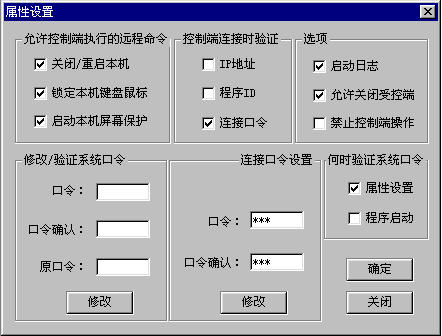 属性设置
允许控制端执行的远程命令
关闭/重启本机
锁定本机键盘鼠标
启动本机屏幕保护
控制端连接时验证
IP地址
程序ID
连接口令
选项
启动日志
允许关闭受控端
禁止控制端操作
修改/验证系统口令
口令：
口令确认：
原口令：
修改
连接口令设置
口令： ***
口令确认： ***
修改
何时验证系统口令
属性设置
程序启动
确定
关闭